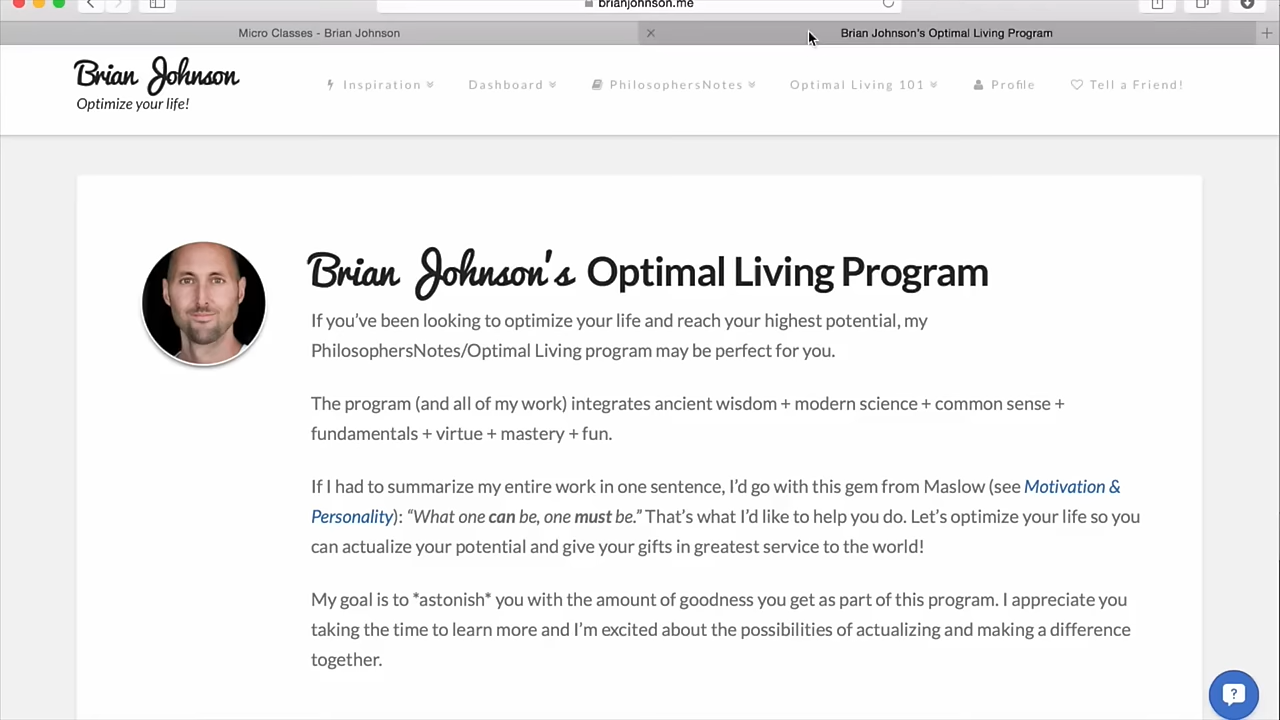 brianjohnson.me
Micro Classes - Brian Johnson
Brian Johnson's Optimal Living Program
Brian Johnson
Optimize your life!
Inspiration
Dashboard
PhilosophersNotes
Optimal Living 101
Profile
Tell a Friend!
Brian Johnson's Optimal Living Program
If you've been looking to optimize your life and reach your highest potential, my
PhilosophersNotes/Optimal Living program may be perfect for you.
The program (and all of my work) integrates ancient wisdom + modern science + common sense +
fundamentals + virtue + mastery + fun.
If I had to summarize my entire work in one sentence, I'd go with this gem from Maslow (see Motivation &
Personality): “What one can be, one must be.” That's what I'd like to help you do. Let's optimize your life so you
can actualize your potential and give your gifts in greatest service to the world!
My goal is to *astonish* you with the amount of goodness you get as part of this program. I appreciate you
taking the time to learn more and I'm excited about the possibilities of actualizing and making a difference
together.